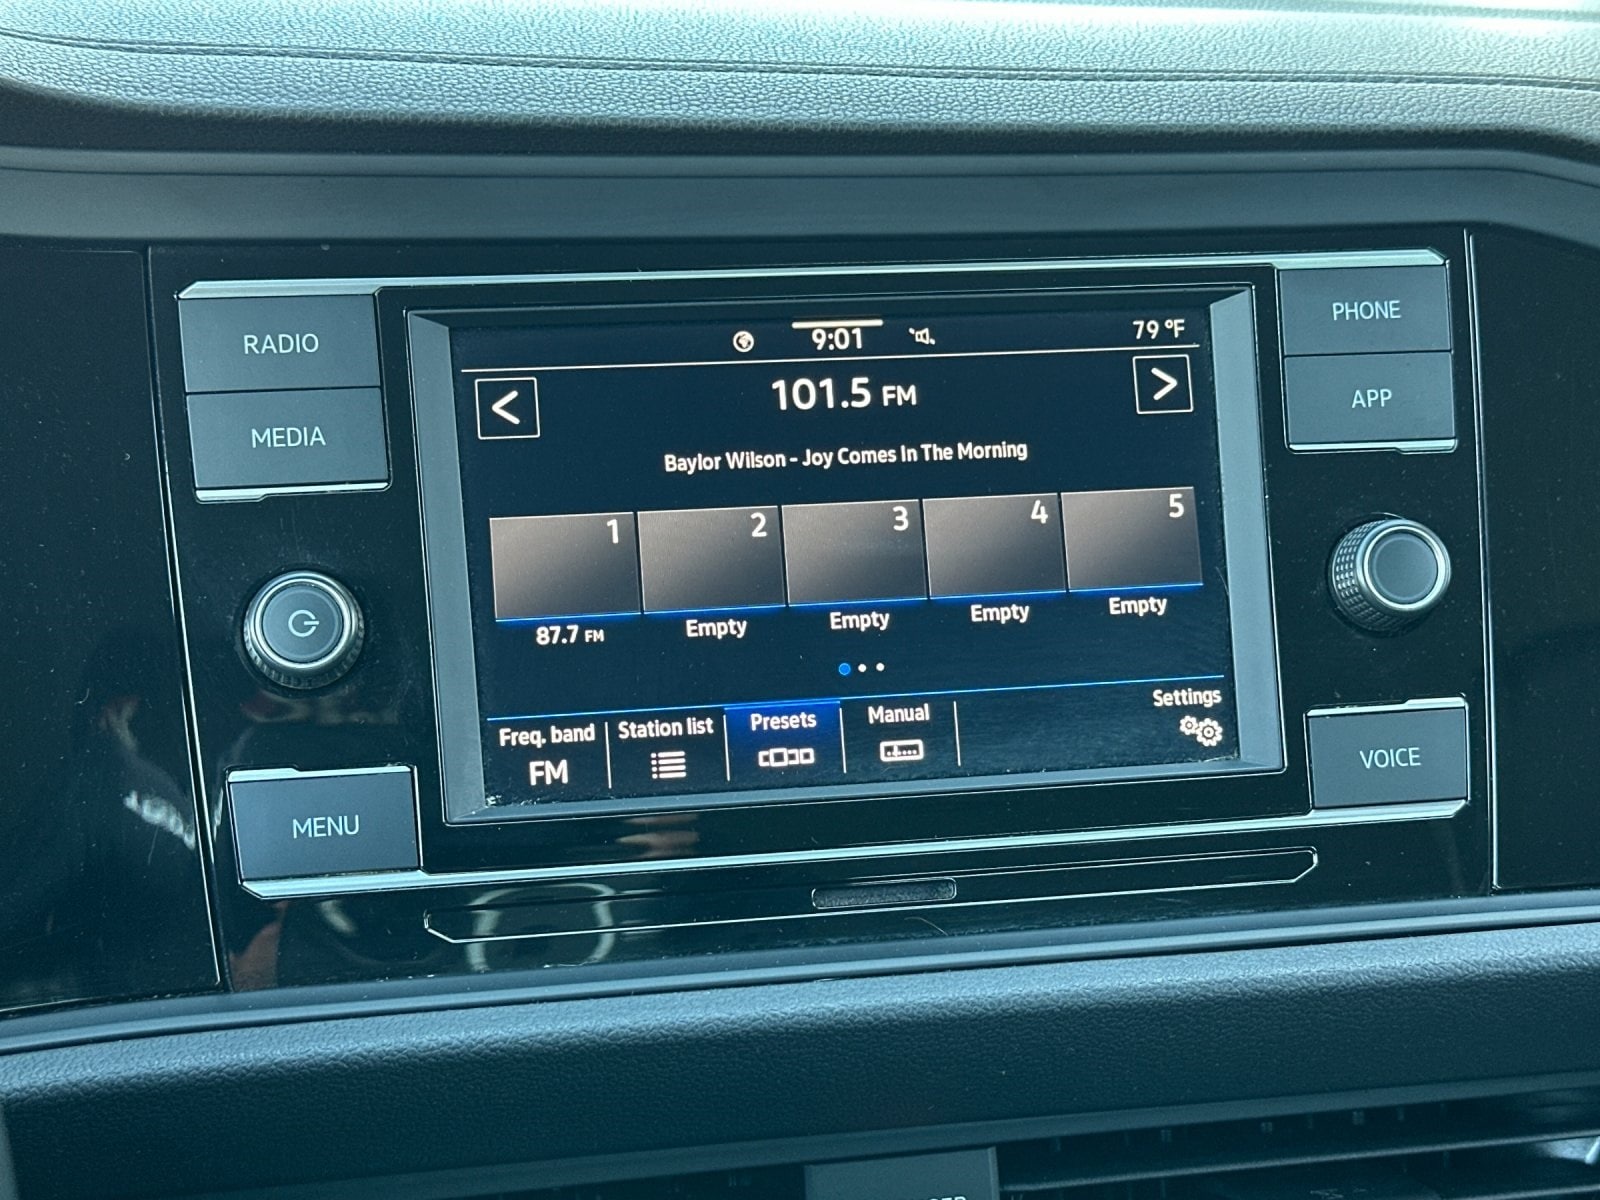 RADIO
MEDIA
MENU
PHONE
APP
VOICE
9:01
79 °F
<
101.5 FM
>
Baylor Wilson - Joy Comes In The Morning
1
2
3
4
5
87.7 FM
Empty
Empty
Empty
Empty
Freq. band
FM
Station list
Presets
Manual
Settings